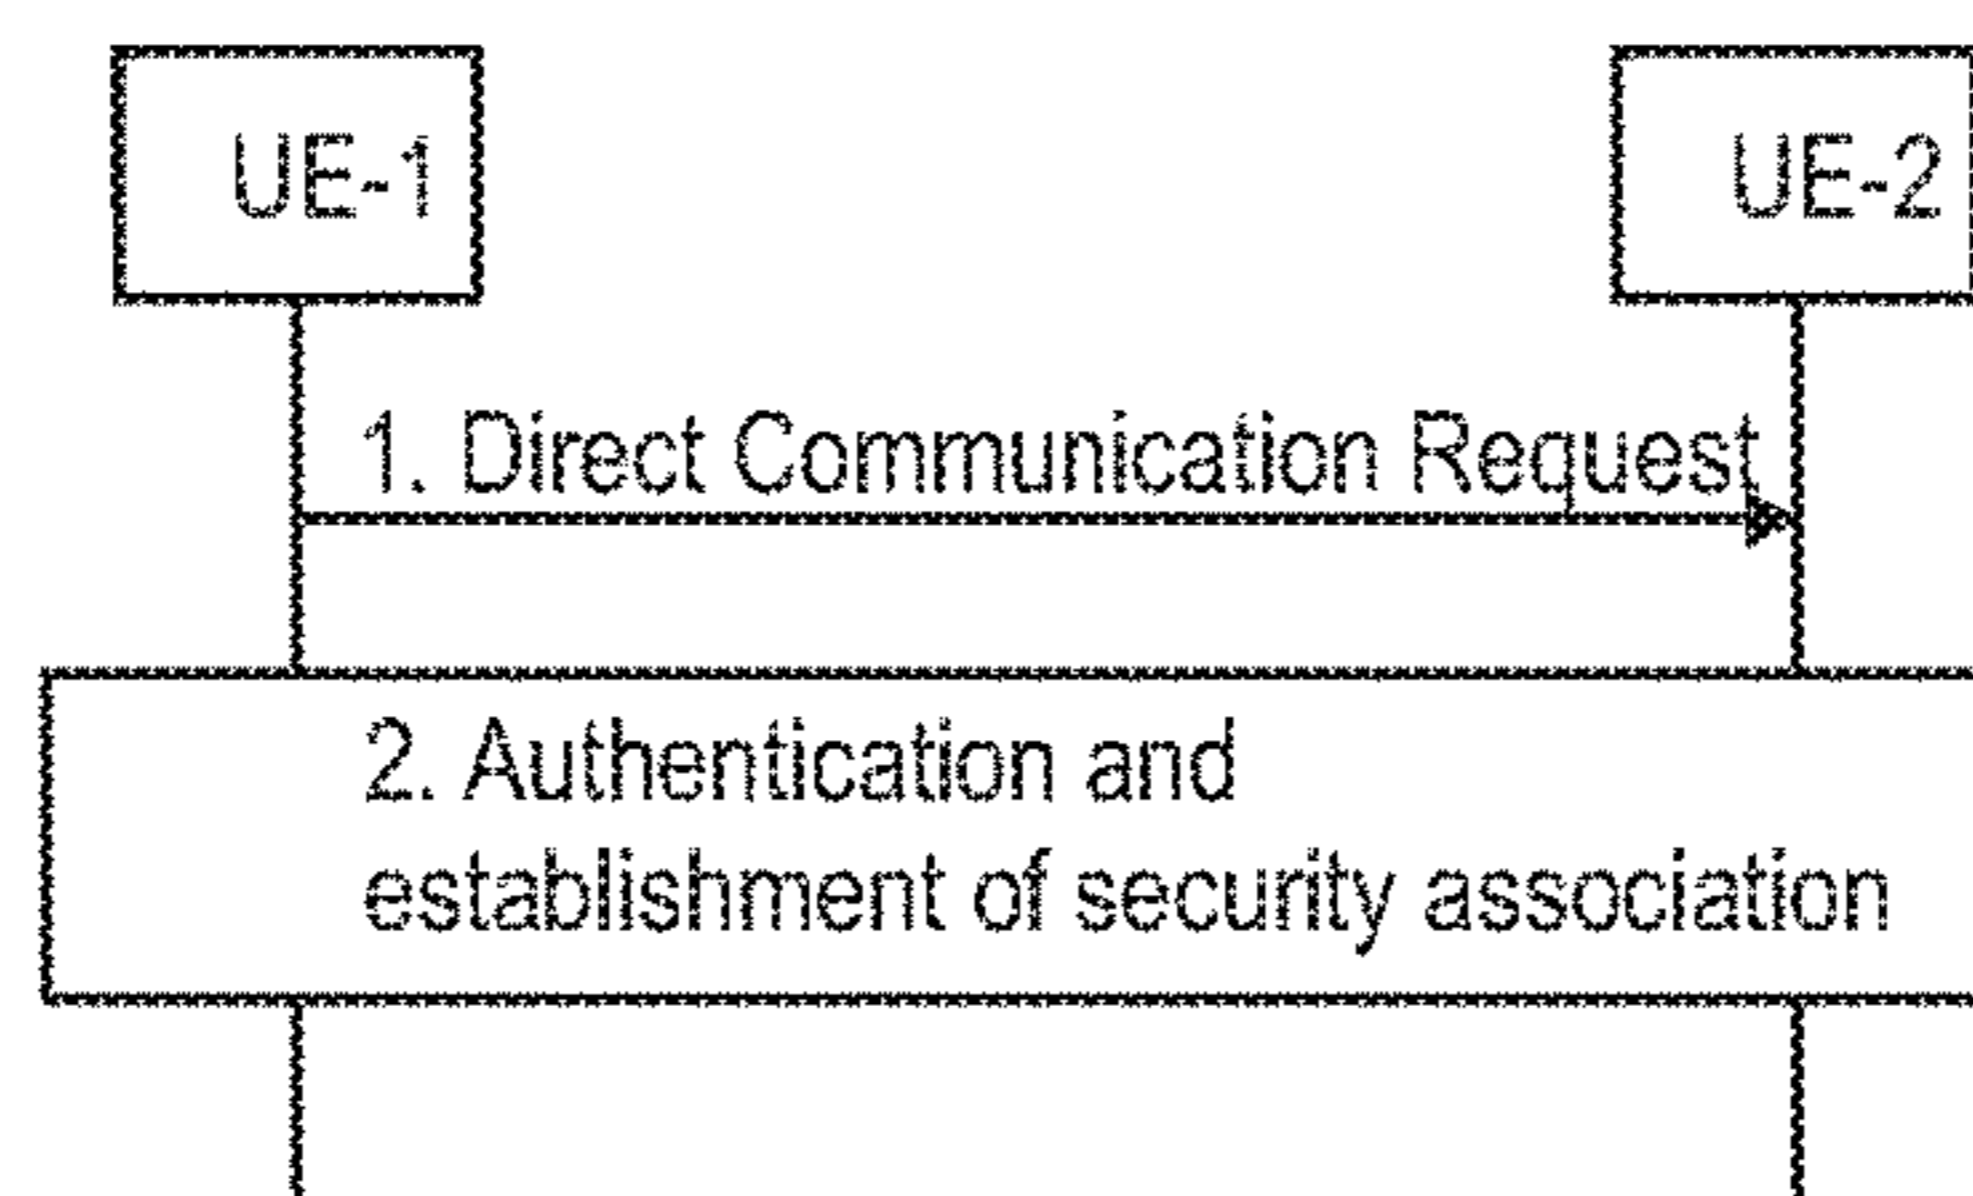 UE-1
UE-2
1. Direct Communication Request
2. Authentication and
establishment of security association